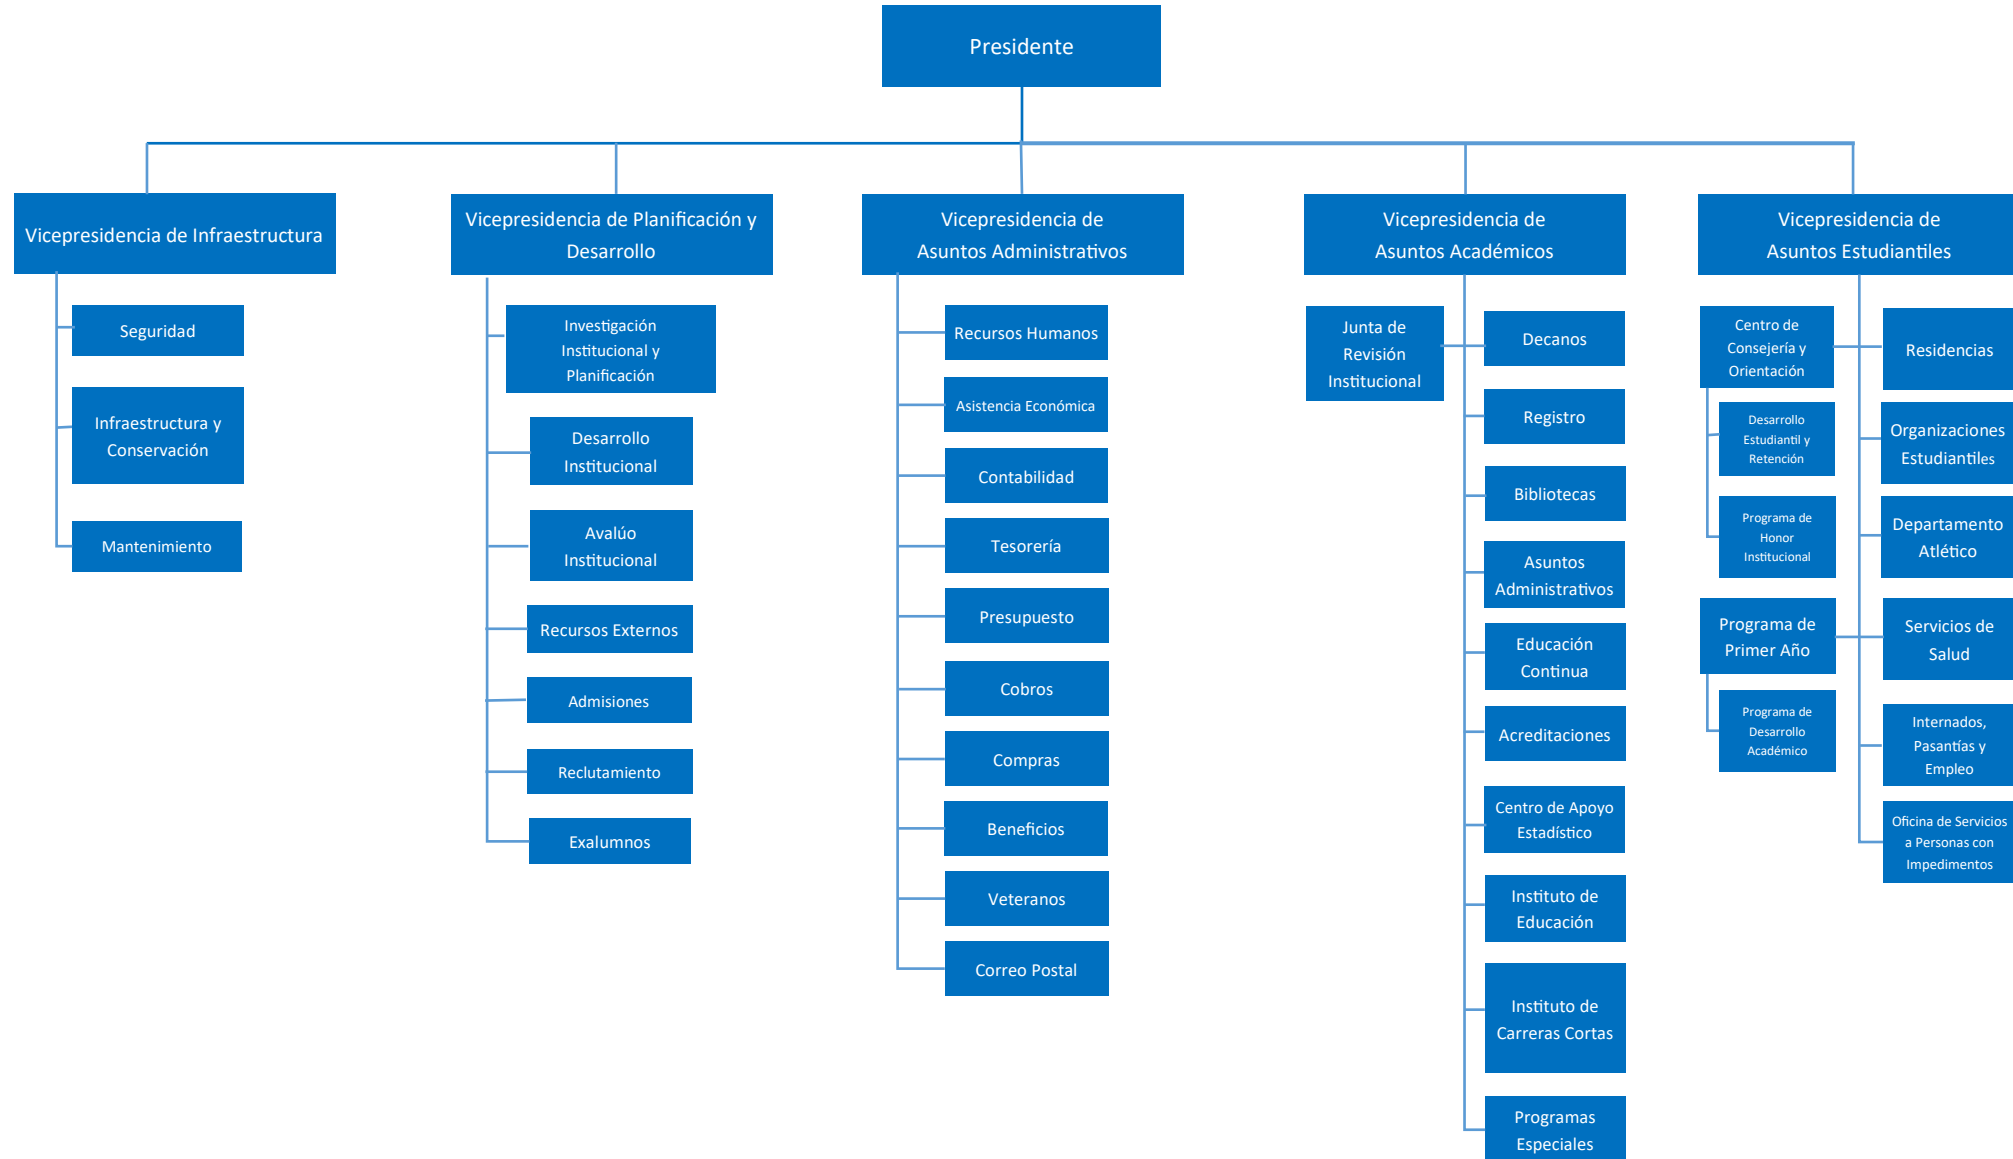 Presidente
Vicepresidencia de Infraestructura
Seguridad
Infraestructura y
Conservación
Mantenimiento
Vicepresidencia de Planificación y
Desarrollo
Investigación
Institucional y
Planificación
Desarrollo
Institucional
Avalúo
Institucional
Recursos Externos
Admisiones
Reclutamiento
Exalumnos
Vicepresidencia de
Asuntos Administrativos
Recursos Humanos
Asistencia Económica
Contabilidad
Tesorería
Presupuesto
Cobros
Compras
Beneficios
Veteranos
Correo Postal
Vicepresidencia de
Asuntos Académicos
Junta de
Revisión
Institucional
Decanos
Registro
Bibliotecas
Asuntos
Administrativos
Educación
Continua
Acreditaciones
Centro de Apoyo
Estadístico
Instituto de
Educación
Instituto de
Carreras Cortas
Programas
Especiales
Vicepresidencia de
Asuntos Estudiantiles
Centro de
Consejería y
Orientación
Desarrollo
Estudiantil y
Retención
Programa de
Honor
Institucional
Programa de
Primer Año
Programa de
Desarrollo
Académico
Residencias
Organizaciones
Estudiantiles
Departamento
Atlético
Servicios de
Salud
Internados,
Pasantías y
Empleo
Oficina de Servicios
a Personas con
Impedimentos